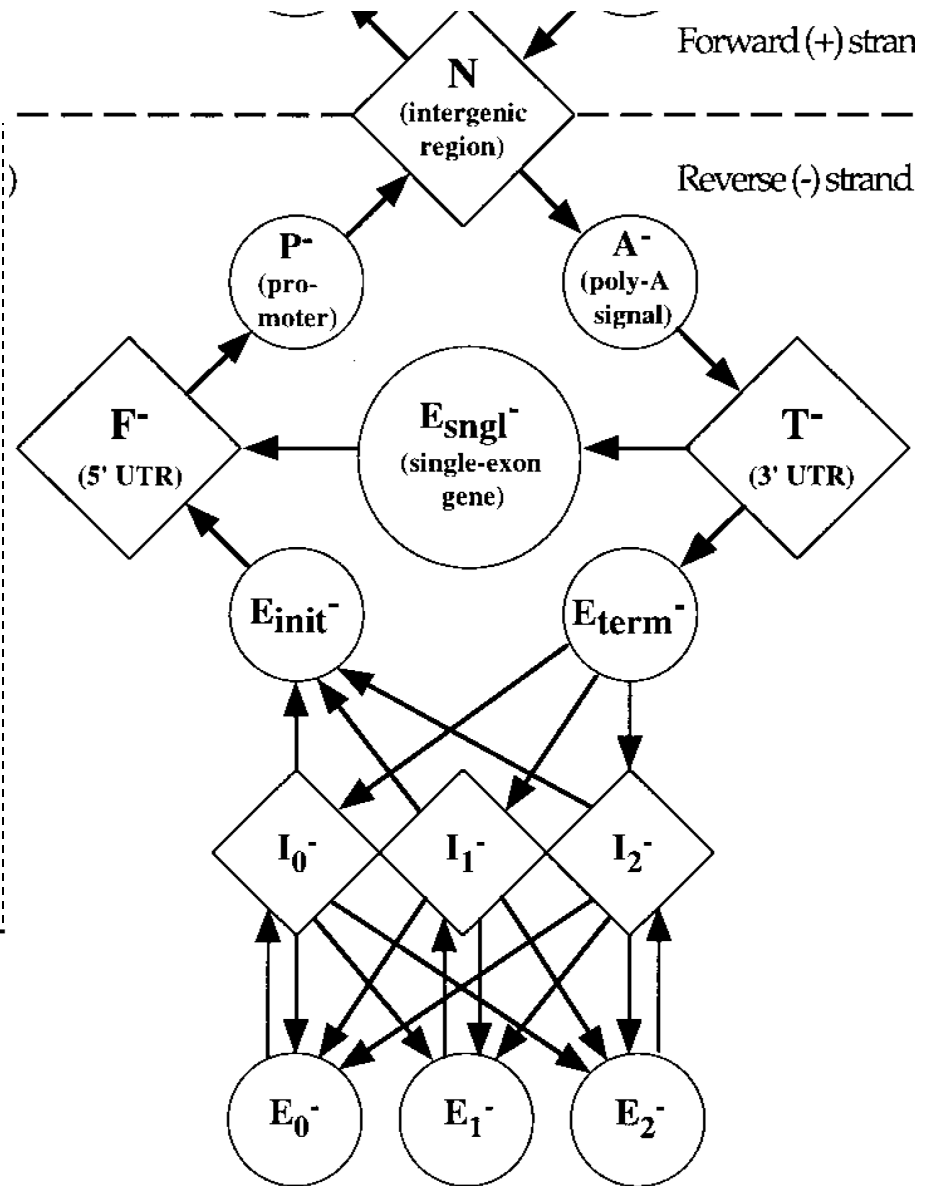 Forward (+) stran
N
(intergenic
region)
)
Reverse (-) strand
P-
(pro-
moter)
A-
(poly-A
signal)
F-
(5' UTR)
Esngl-
(single-exon
gene)
T-
(3' UTR)
Einit-
Eterm-
I0-
I1-
I2-
E0-
E1-
E2-